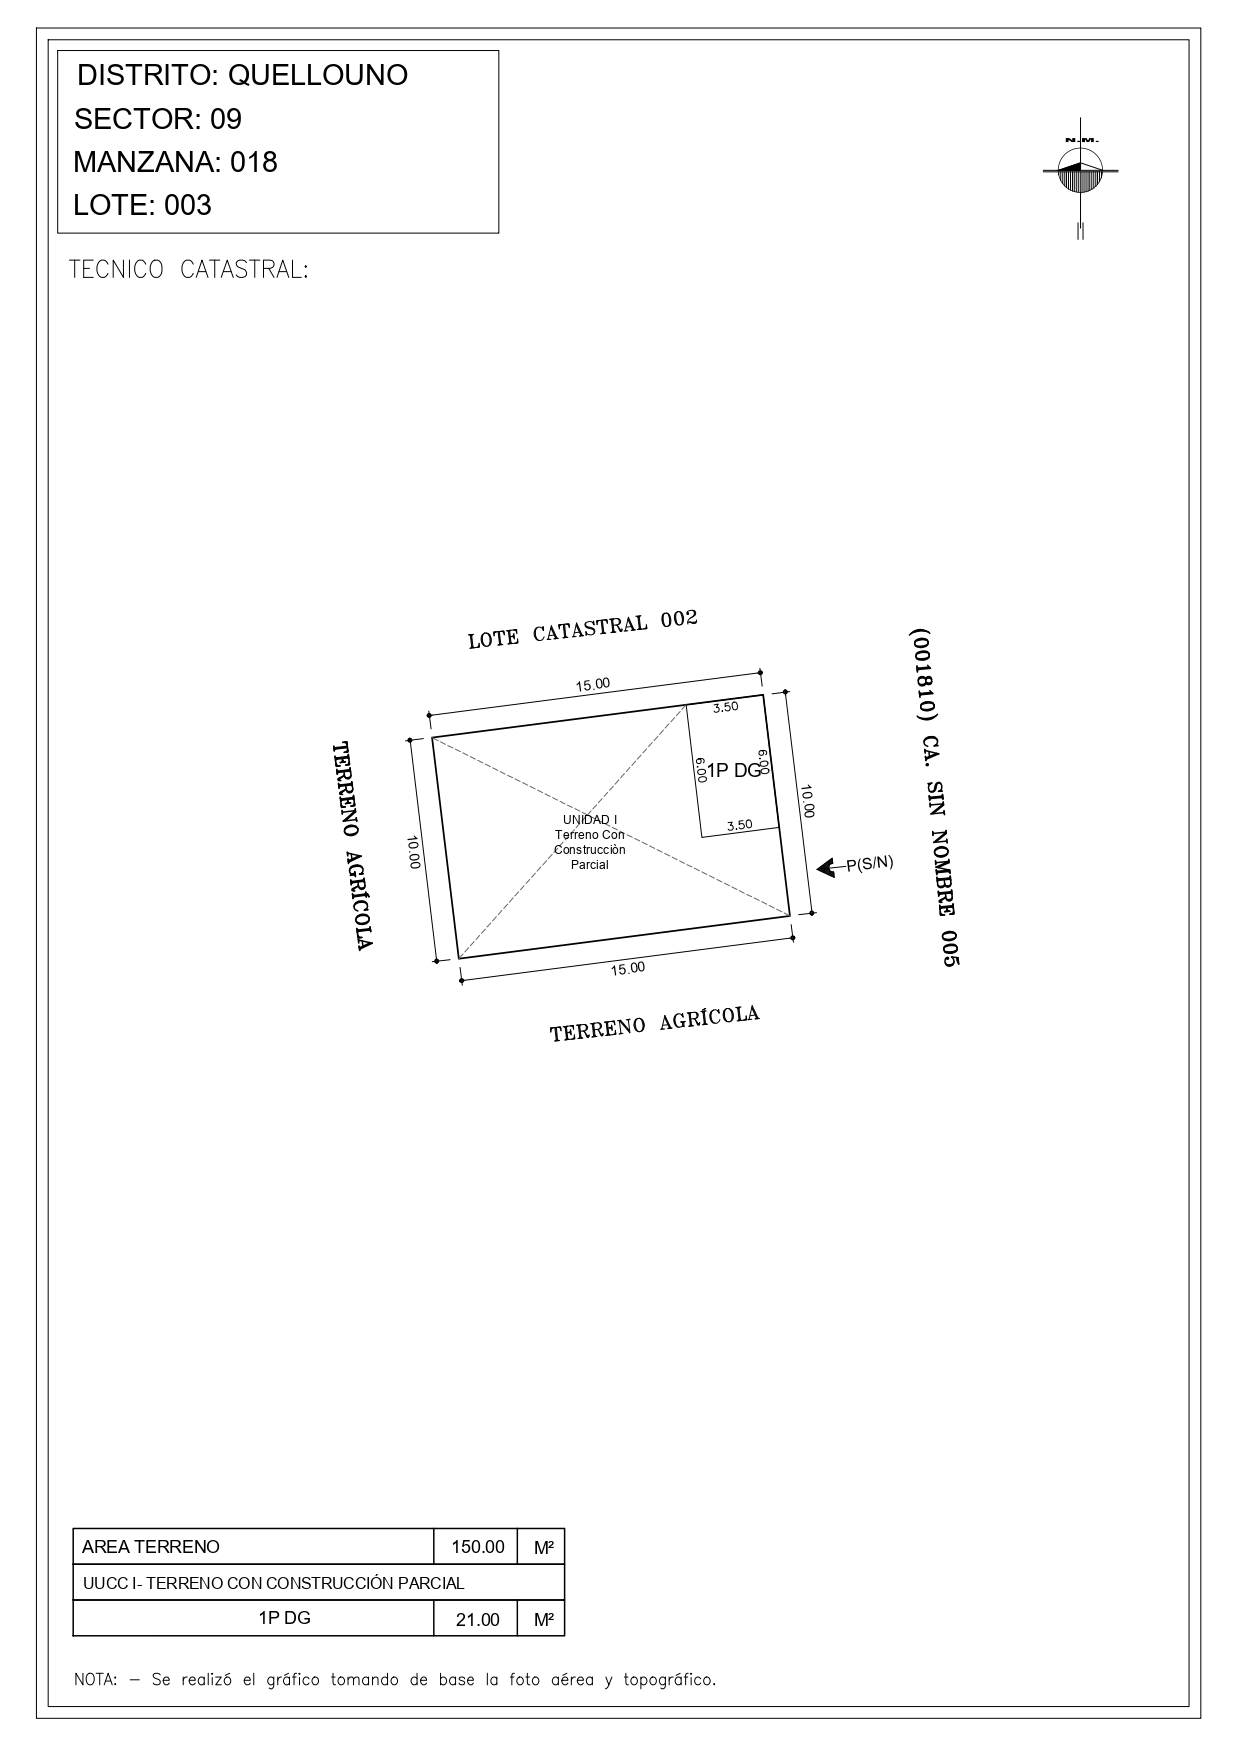 DISTRITO: QUELLOUNO
SECTOR: 09
MANZANA: 018
LOTE: 003
N.M.
TECNICO CATASTRAL:
LOTE CATASTRAL 002
15.00
3.50
6.00
1P DG
6.00
3.50
10.00
10.00
UNIDAD I
Terreno Con
Construcciòn
Parcial
P(S/N)
15.00
TERRENO AGRÍCOLA
(001810) CA. SIN NOMBRE 005
TERRENO AGRÍCOLA
AREA TERRENO 150.00 M²
UUCC I- TERRENO CON CONSTRUCCIÓN PARCIAL
1P DG 21.00 M²
NOTA: - Se realizó el gráfico tomando de base la foto aérea y topográfico.